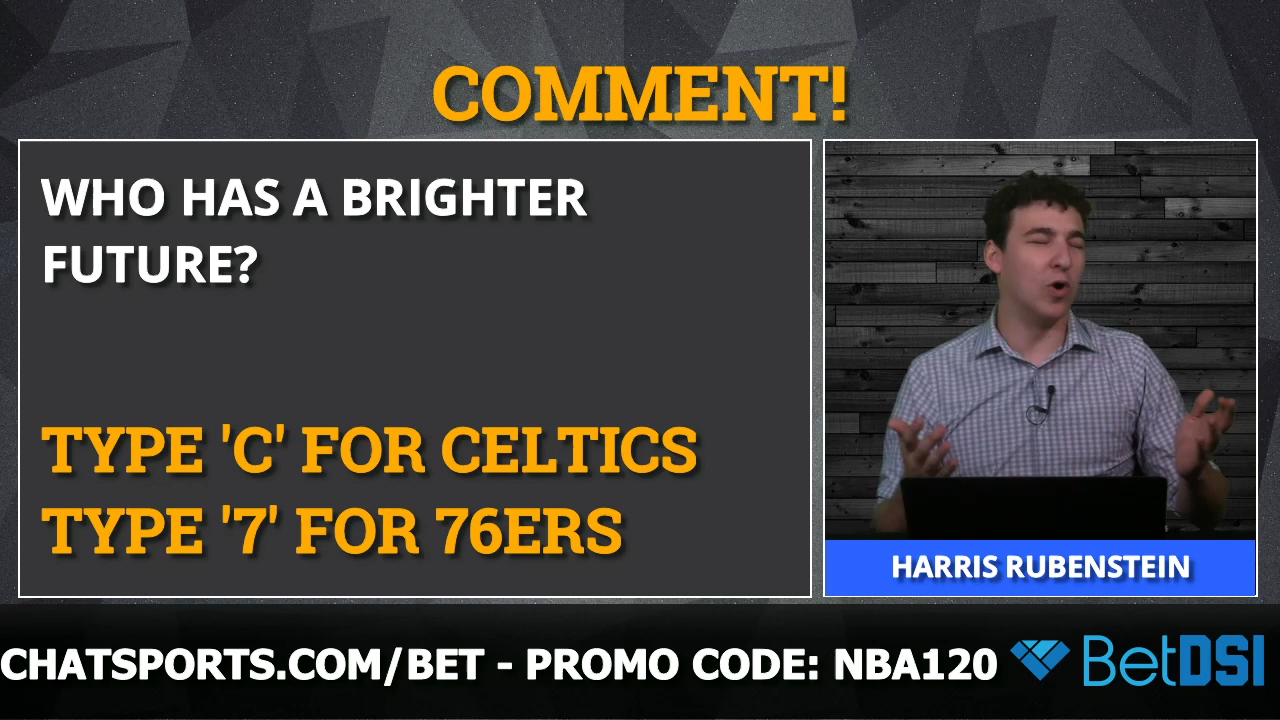 COMMENT!
WHO HAS A BRIGHTER
FUTURE?
TYPE 'C' FOR CELTICS
TYPE '7' FOR 76ERS
HARRIS RUBENSTEIN
CHATSPORTS.COM/BET - PROMO CODE: NBA120
BetDSI